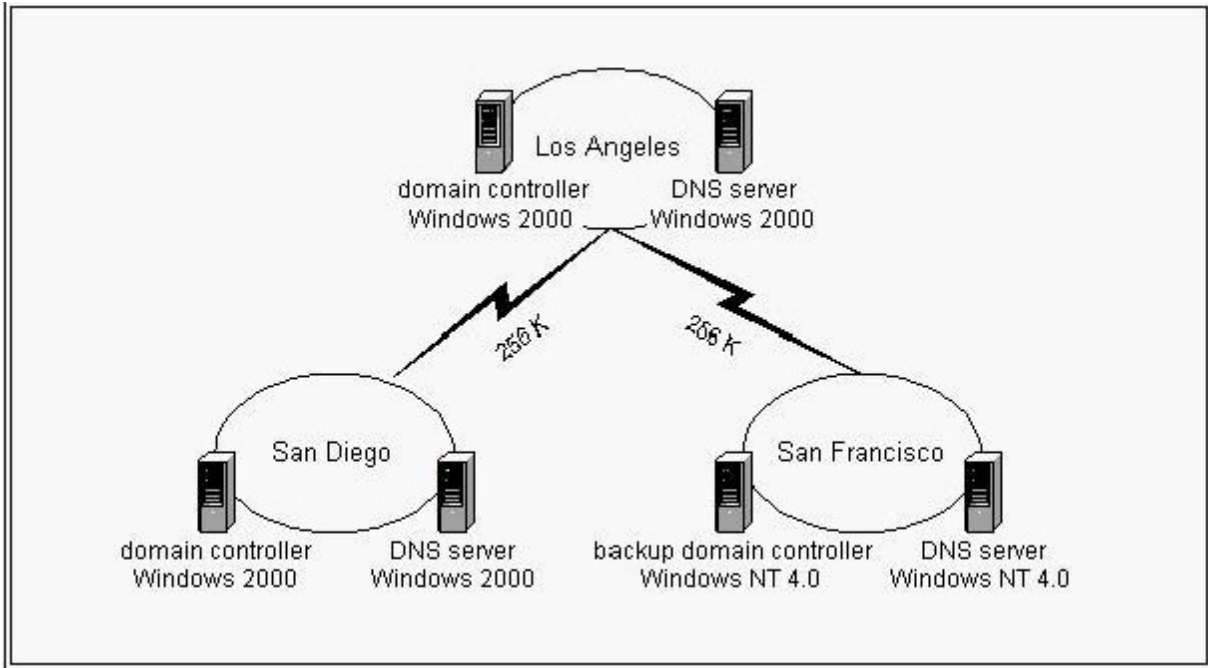 Los Angeles
domain controller
Windows 2000
DNS server
Windows 2000
256 K
256 K
San Diego
San Francisco
domain controller
Windows 2000
DNS server
Windows 2000
backup domain controller
Windows NT 4.0
DNS server
Windows NT 4.0